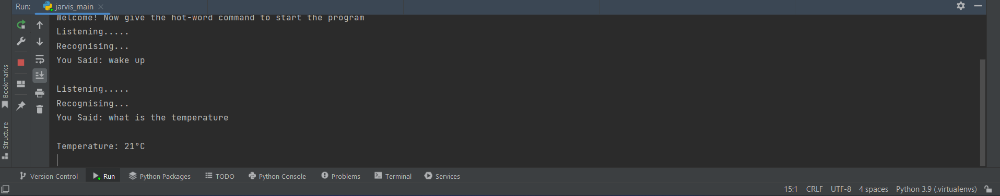 Run: jarvis_main
Welcome! Now give the hot-word command to start the program
Listening.....
Recognising...
You Said: wake up
Listening.....
Recognising...
You Said: what is the temperature
Temperature: 21°C
Bookmarks
Structure
Version Control Run Python Packages TODO Python Console Problems Terminal Services
15:1 CRLF UTF-8 4 spaces Python 3.9 (.virtualenvs)